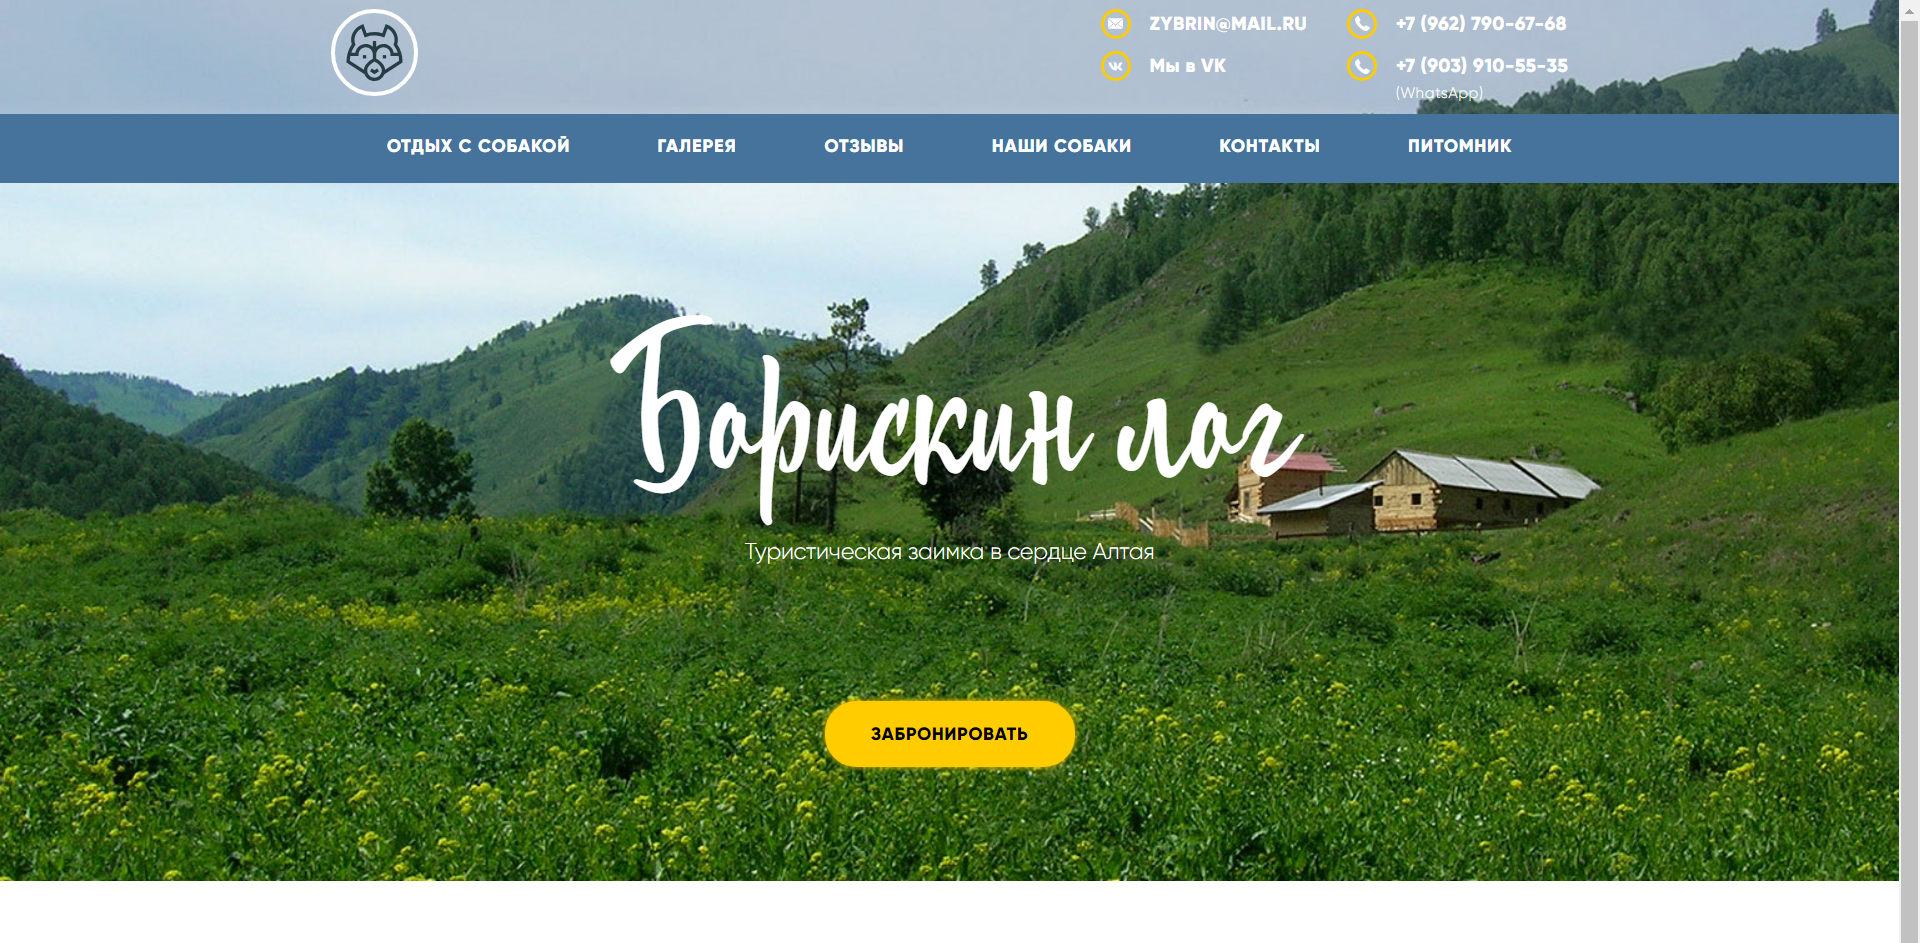 ZYBRIN@MAIL.RU
+7 (962) 790-67-68
Мы в VK
+7 (903) 910-55-35
(WhatsApp)
ОТДЫХ С СОБАКОЙ
ГАЛЕРЕЯ
ОТЗЫВЫ
НАШИ СОБАКИ
КОНТАКТЫ
ПИТОМНИК
Борискин лог
Туристическая заимка в сердце Алтая
ЗАБРОНИРОВАТЬ